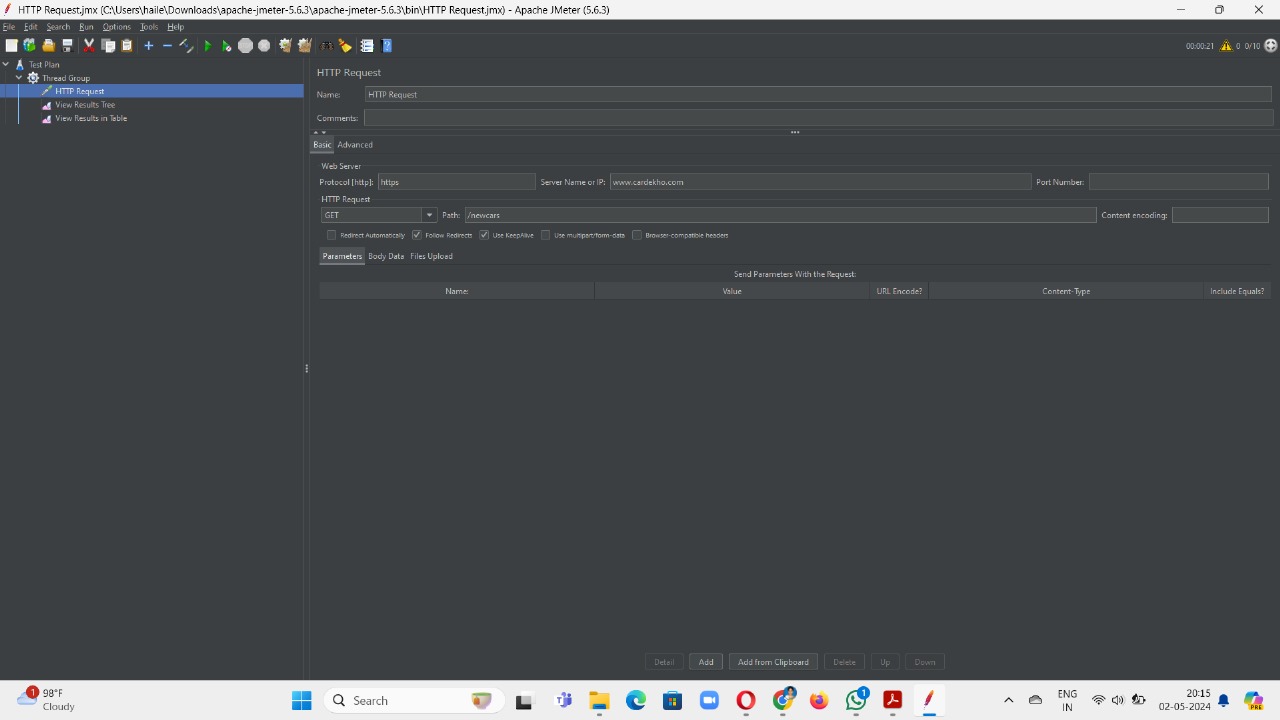 HTTP Request.jmx (C:\Users\haile\Downloads\apache-jmeter-5.6.3\apache-jmeter-5.6.3\bin\HTTP Request.jmx) - Apache JMeter (5.6.3)
File Edit Search Run Options Tools Help
00:00:21 0 0/10
Test Plan
Thread Group
HTTP Request
View Results Tree
View Results in Table
HTTP Request
Name: HTTP Request
Comments:
Basic Advanced
Web Server
Protocol [http]: https Server Name or IP: www.cardekho.com Port Number:
HTTP Request
GET Path: /newcars Content encoding:
Redirect Automatically Follow Redirects Use KeepAlive Use multipart/form-data Browser-compatible headers
Parameters Body Data Files Upload
Send Parameters With the Request:
Name: Value URL Encode? Content-Type Include Equals?
Detail Add Add from Clipboard Delete Up Down
1 98°F
Cloudy
Search
1
ENG
IN
20:15
02-05-2024
PRE